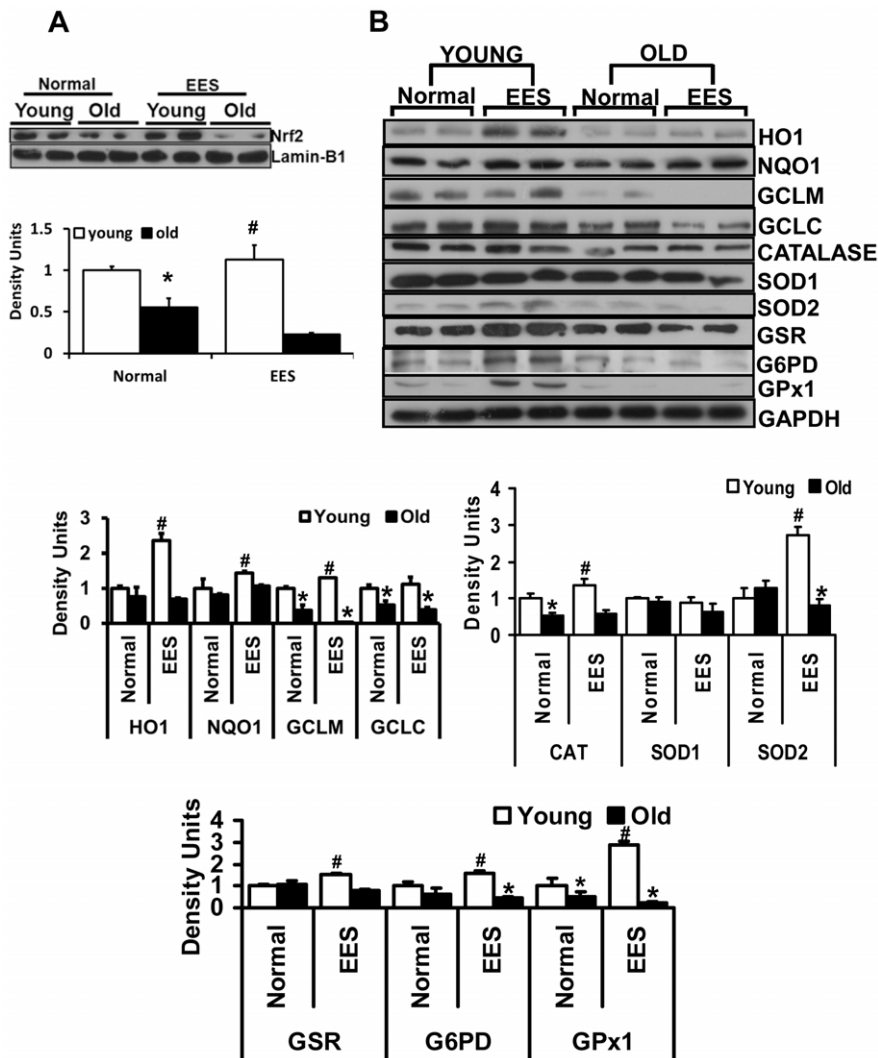 A
Normal EES
Young Old Young Old
Nrf2
Lamin-B1
young old
Density Units
1.5
1
0.5
0
*
#
Normal EES
B
YOUNG OLD
Normal EES Normal EES
HO1
NQO1
GCLM
GCLC
CATALASE
SOD1
SOD2
GSR
G6PD
GPx1
GAPDH
Young Old
Density Units
3
2
1
0
# # * # * * *
Normal EES Normal EES Normal EES Normal EES
HO1 NQO1 GCLM GCLC
Young Old
Density Units
4
3
2
1
0
* # # *
Normal EES Normal EES Normal EES
CAT SOD1 SOD2
Young Old
Density Units
4
3
2
1
0
# # * * # *
Normal EES Normal EES Normal EES
GSR G6PD GPx1